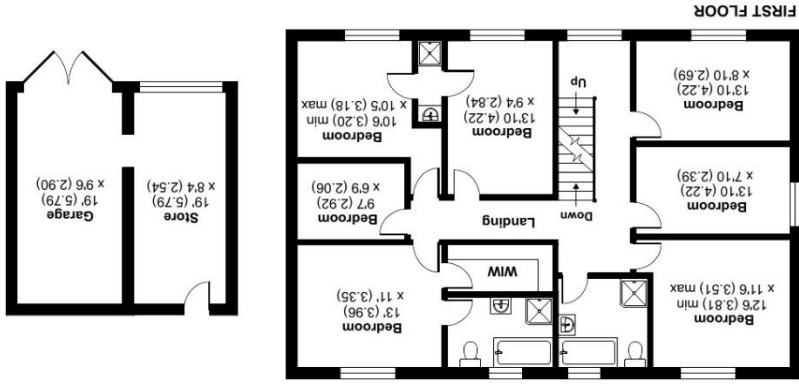 Bedroom
12'6 (3.81) min
x 11'6 (3.51) max
Bedroom
13' (3.96)
x 11' (3.35)
WIW
Bedroom
13'10 (4.22)
x 7'10 (2.39)
Down
Landing
Bedroom
9'7 (2.92)
x 6'9 (2.06)
Bedroom
13'10 (4.22)
x 8'10 (2.69)
Up
Bedroom
13'10 (4.22)
x 9'4 (2.84)
Bedroom
10'6 (3.20) min
x 10'5 (3.18) max
Store
19' (5.79)
x 8'4 (2.54)
Garage
19' (5.79)
x 9'6 (2.90)
FIRST FLOOR